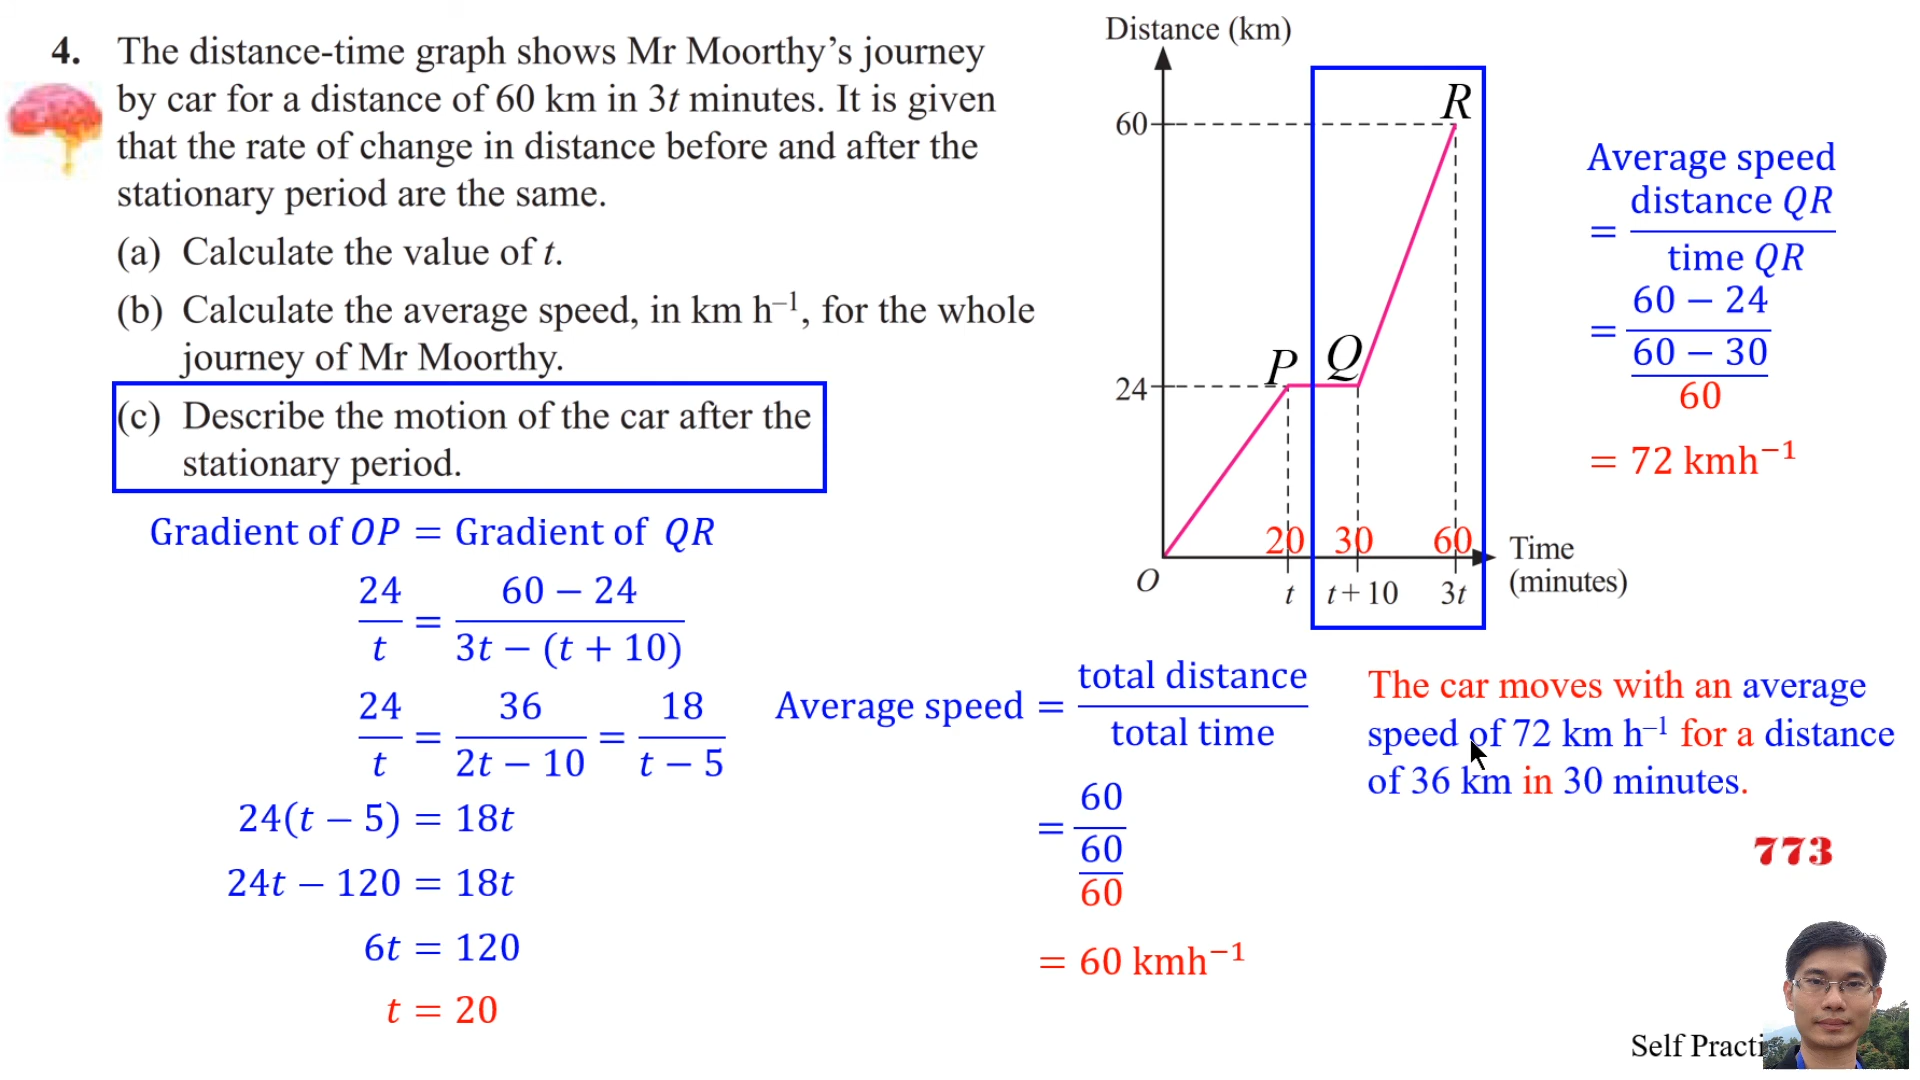 4. The distance-time graph shows Mr Moorthy’s journey
by car for a distance of 60 km in 3t minutes. It is given
that the rate of change in distance before and after the
stationary period are the same.
(a) Calculate the value of t.
(b) Calculate the average speed, in km h⁻¹, for the whole
journey of Mr Moorthy.
(c) Describe the motion of the car after the
stationary period.
Gradient of OP = Gradient of QR
24/t = (60 − 24)/(3t − (t + 10))
24/t = 36/(2t − 10) = 18/(t − 5)
24(t − 5) = 18t
24t − 120 = 18t
6t = 120
t = 20
Distance (km)
60
R
24
P Q
20 30 60
O
t t + 10 3t
Time
(minutes)
Average speed
= distance QR/time QR
= (60 − 24)/((60 − 30)/60)
= 72 kmh⁻¹
Average speed = total distance/total time
= 60/(60/60)
= 60 kmh⁻¹
The car moves with an average
speed of 72 km h⁻¹ for a distance
of 36 km in 30 minutes.
773
Self Practi